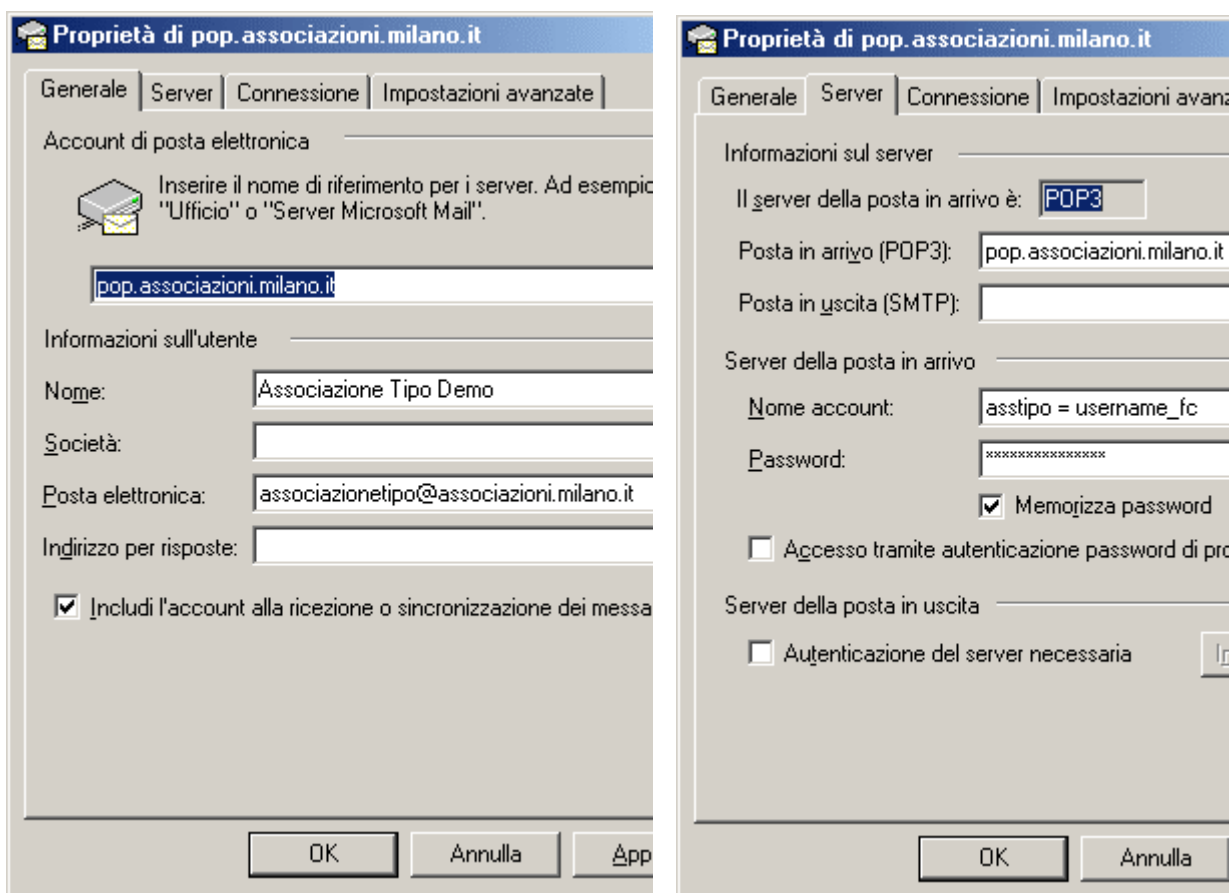 Proprietà di pop.associazioni.milano.it
Generale Server Connessione Impostazioni avanzate
Account di posta elettronica
Inserire il nome di riferimento per i server. Ad esempio
"Ufficio" o "Server Microsoft Mail".
pop.associazioni.milano.it
Informazioni sull'utente
Nome: Associazione Tipo Demo
Società:
Posta elettronica: associazionetipo@associazioni.milano.it
Indirizzo per risposte:
Includi l'account alla ricezione o sincronizzazione dei messa
OK Annulla App
Proprietà di pop.associazioni.milano.it
Generale Server Connessione Impostazioni avanz
Informazioni sul server
Il server della posta in arrivo è: POP3
Posta in arrivo (POP3): pop.associazioni.milano.it
Posta in uscita (SMTP):
Server della posta in arrivo
Nome account: asstipo = username_fc
Password: ***************
Memorizza password
Accesso tramite autenticazione password di pro
Server della posta in uscita
Autenticazione del server necessaria
OK Annulla